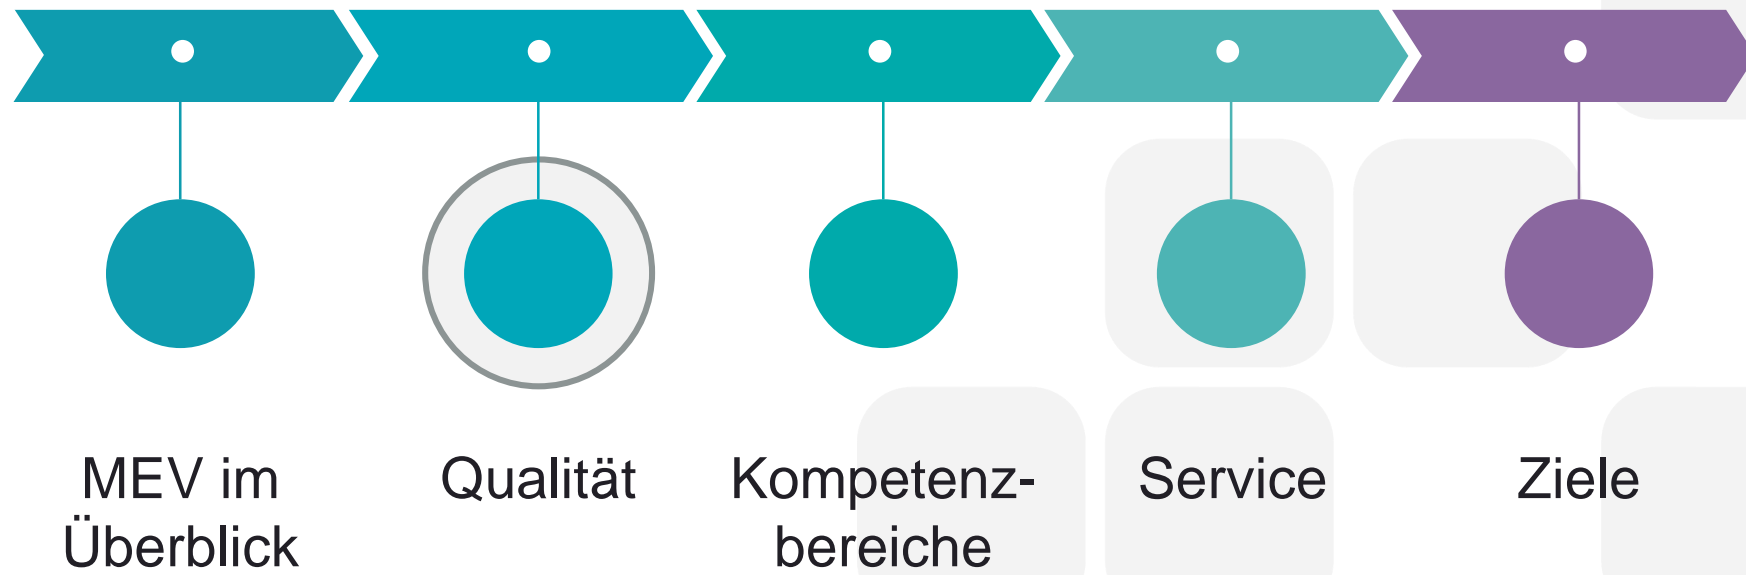 MEV im
Überblick
Qualität
Kompetenz-
bereiche
Service
Ziele